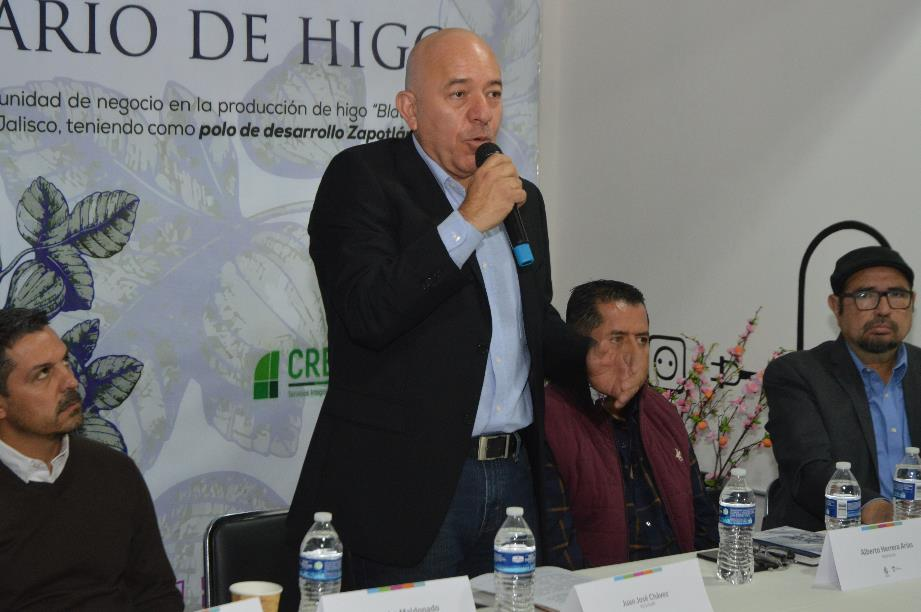 ARIO DE HIGO
unidad de negocio en la producción de higo "Bla
Jalisco, teniendo como polo de desarrollo Zapotlá
CRE
Maldonado
Juan José Chávez
Alberto Herrera Arias